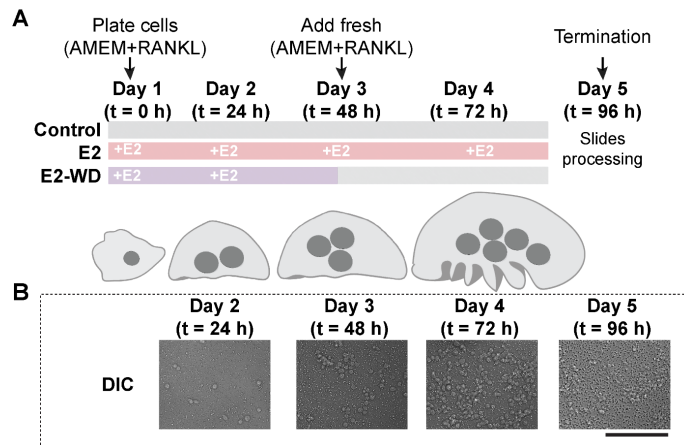 A
Plate cells
(AMEM+RANKL)
Add fresh
(AMEM+RANKL)
Termination
Day 1
(t = 0 h)
Day 2
(t = 24 h)
Day 3
(t = 48 h)
Day 4
(t = 72 h)
Day 5
(t = 96 h)
Control
E2 +E2 +E2 +E2 +E2
E2-WD +E2 +E2
Slides
processing
B
Day 2
(t = 24 h)
Day 3
(t = 48 h)
Day 4
(t = 72 h)
Day 5
(t = 96 h)
DIC